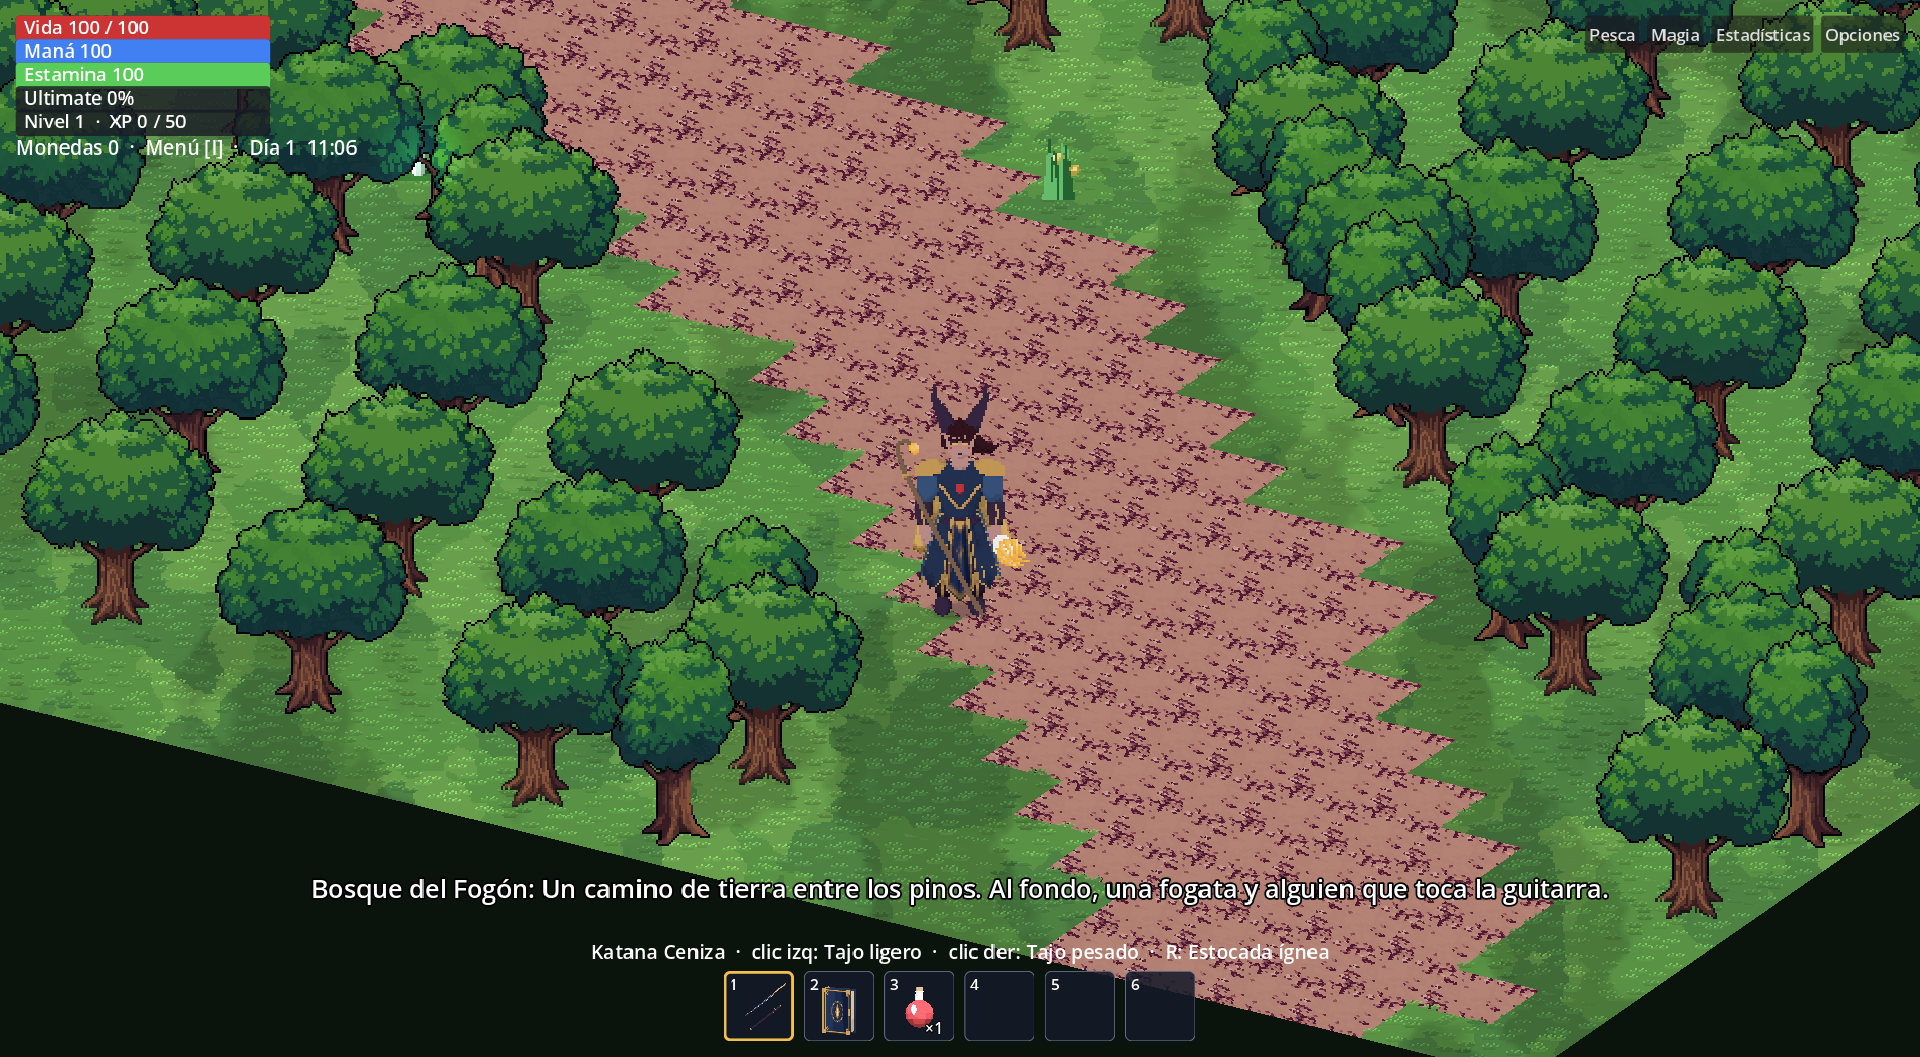 Vida 100 / 100
Maná 100
Estamina 100
Ultimate 0%
Nivel 1 · XP 0 / 50
Monedas 0 · Menú [I] · Día 1 11:06
Pesca Magia Estadísticas Opciones
Bosque del Fogón: Un camino de tierra entre los pinos. Al fondo, una fogata y alguien que toca la guitarra.
Katana Ceniza · clic izq: Tajo ligero · clic der: Tajo pesado · R: Estocada ígnea
1 2 3 4 5 6
×1